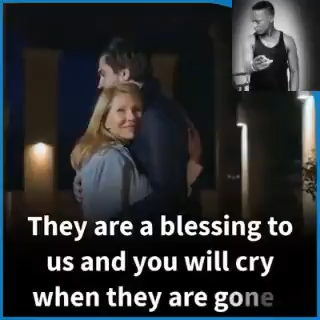 They are a blessing to
us and you will cry
when they are gone